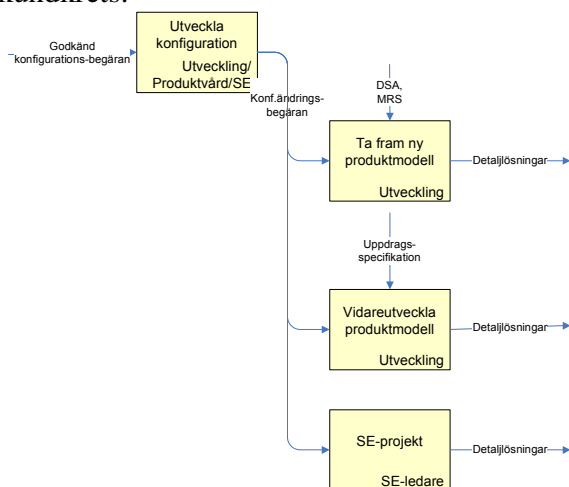 kundkrets.
Utveckla
konfiguration
Utveckling/
Produktvård/SE
Godkänd
konfigurations-begäran
Konf.ändrings-
begäran
DSA,
MRS
Ta fram ny
produktmodell
Utveckling
Detaljlösningar
Uppdrags-
specifikation
Vidareutveckla
produktmodell
Utveckling
Detaljlösningar
SE-projekt
SE-ledare
Detaljlösningar